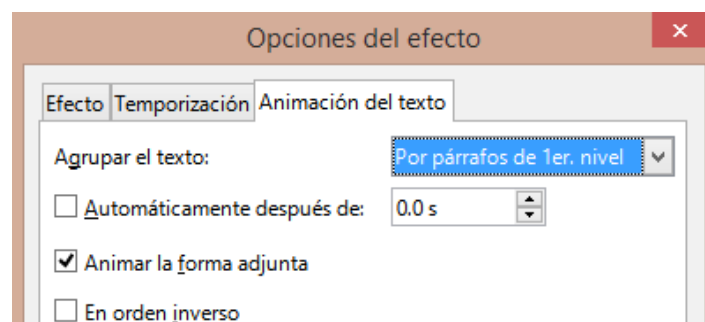 Opciones del efecto
Efecto Temporización Animación del texto
Agrupar el texto: Por párrafos de 1er. nivel
Automáticamente después de: 0.0 s
Animar la forma adjunta
En orden inverso